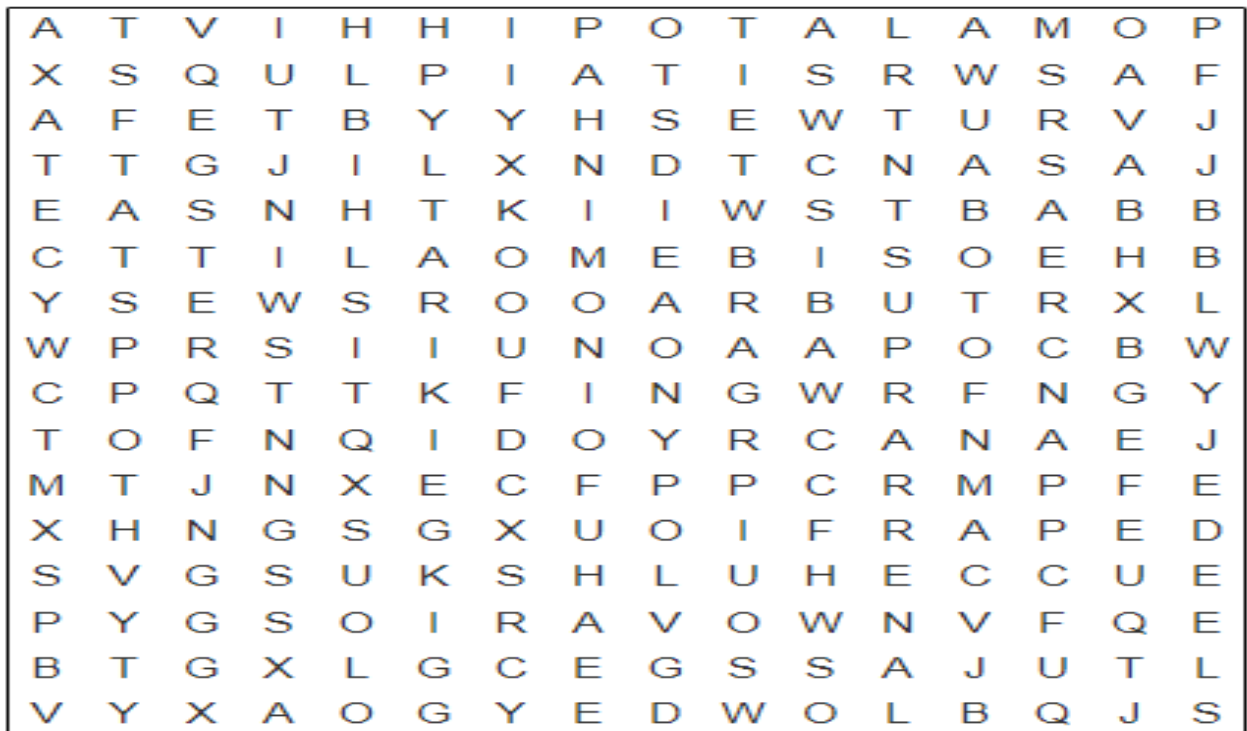 A T V I H H I P O T A L A M O P
X S Q U L P I A T I S R W S A F
A F E T B Y Y H S E W T U R V J
T T G J I L X N D T C N A S A J
E A S N H T K I I W S T B A B B
C T T I L A O M E B I S O E H B
Y S E W S R O O A R B U T R X L
W P R S I I U N O A A P O C B W
C P Q T T K F I N G W R F N G Y
T O F N Q I D O Y R C A N A E J
M T J N X E C F P P C R M P F E
X H N G S G X U O I F R A P E D
S V G S U K S H L U H E C C U E
P Y G S O I R A V O W N V F Q E
B T G X L G C E G S S A J U T L
V Y X A O G Y E D W O L B Q J S